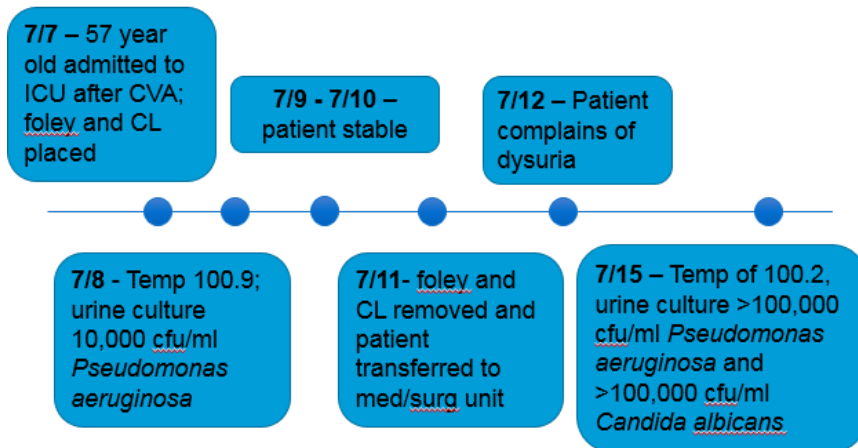 7/7 – 57 year
old admitted to
ICU after CVA;
foley and CL
placed
7/8 - Temp 100.9;
urine culture
10,000 cfu/ml
Pseudomonas
aeruginosa
7/9 - 7/10 –
patient stable
7/11- foley and
CL removed and
patient
transferred to
med/surg unit
7/12 – Patient
complains of
dysuria
7/15 – Temp of 100.2,
urine culture >100,000
cfu/ml Pseudomonas
aeruginosa and
>100,000 cfu/ml
Candida albicans